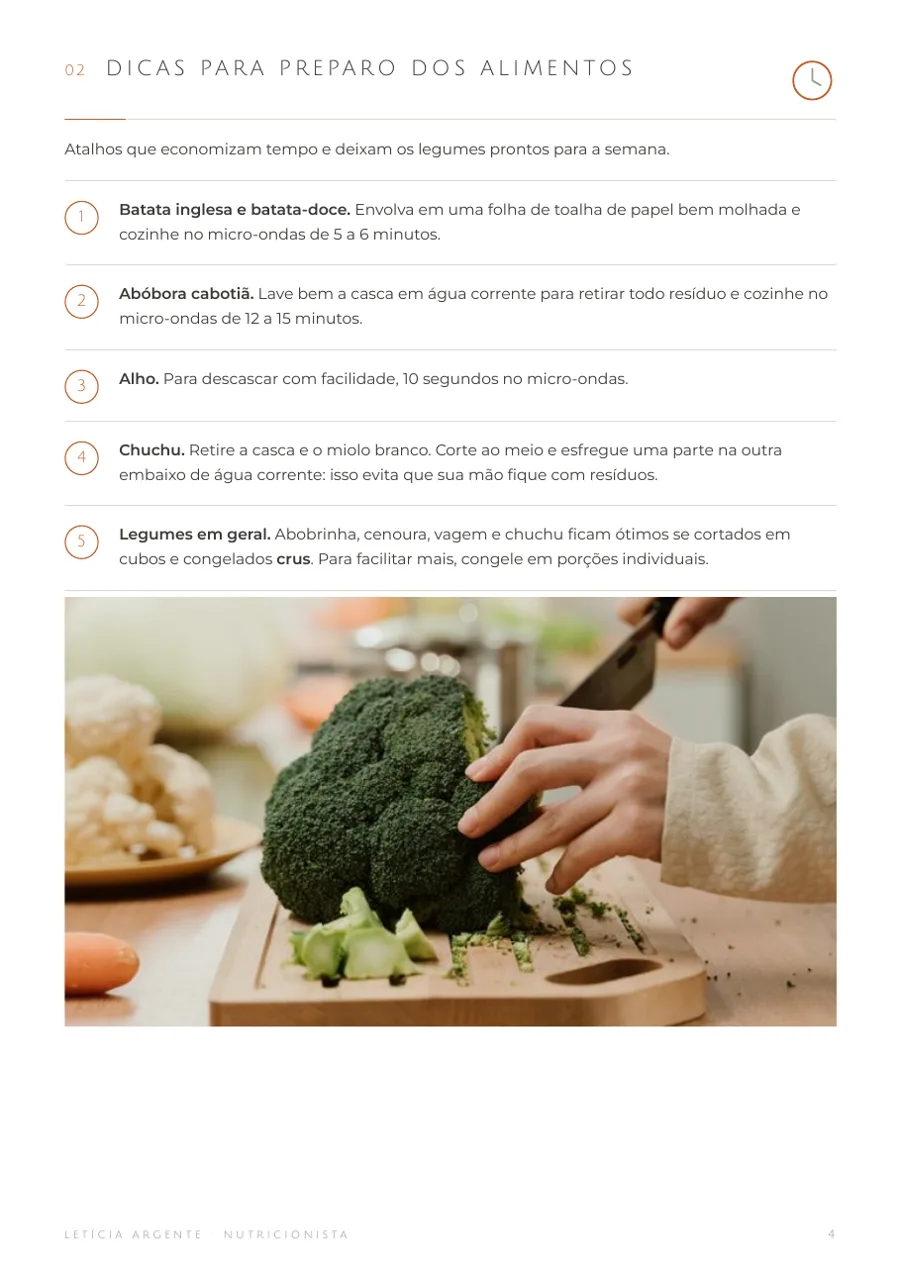 02 DICAS PARA PREPARO DOS ALIMENTOS
Atalhos que economizam tempo e deixam os legumes prontos para a semana.
1 Batata inglesa e batata-doce. Envolva em uma folha de toalha de papel bem molhada e
cozinhe no micro-ondas de 5 a 6 minutos.
2 Abóbora cabotiã. Lave bem a casca em água corrente para retirar todo resíduo e cozinhe no
micro-ondas de 12 a 15 minutos.
3 Alho. Para descascar com facilidade, 10 segundos no micro-ondas.
4 Chuchu. Retire a casca e o miolo branco. Corte ao meio e esfregue uma parte na outra
embaixo de água corrente: isso evita que sua mão fique com resíduos.
5 Legumes em geral. Abobrinha, cenoura, vagem e chuchu ficam ótimos se cortados em
cubos e congelados crus. Para facilitar mais, congele em porções individuais.
LETÍCIA ARGENTE · NUTRICIONISTA 4